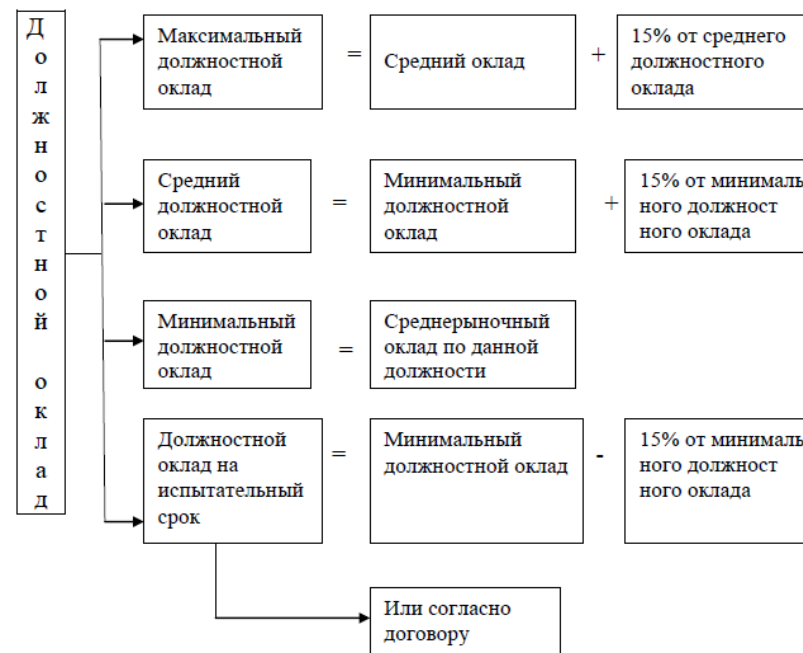 Должностной оклад
Максимальный
должностной
оклад
=
Средний оклад
+
15% от среднего
должностного
оклада
Средний
должностной
оклад
=
Минимальный
должностной
оклад
+
15% от минималь
ного должност
ного оклада
Минимальный
должностной
оклад
=
Среднерыночный
оклад по данной
должности
Должностной
оклад на
испытательный
срок
=
Минимальный
должностной оклад
-
15% от минималь
ного должност
ного оклада
Или согласно
договору